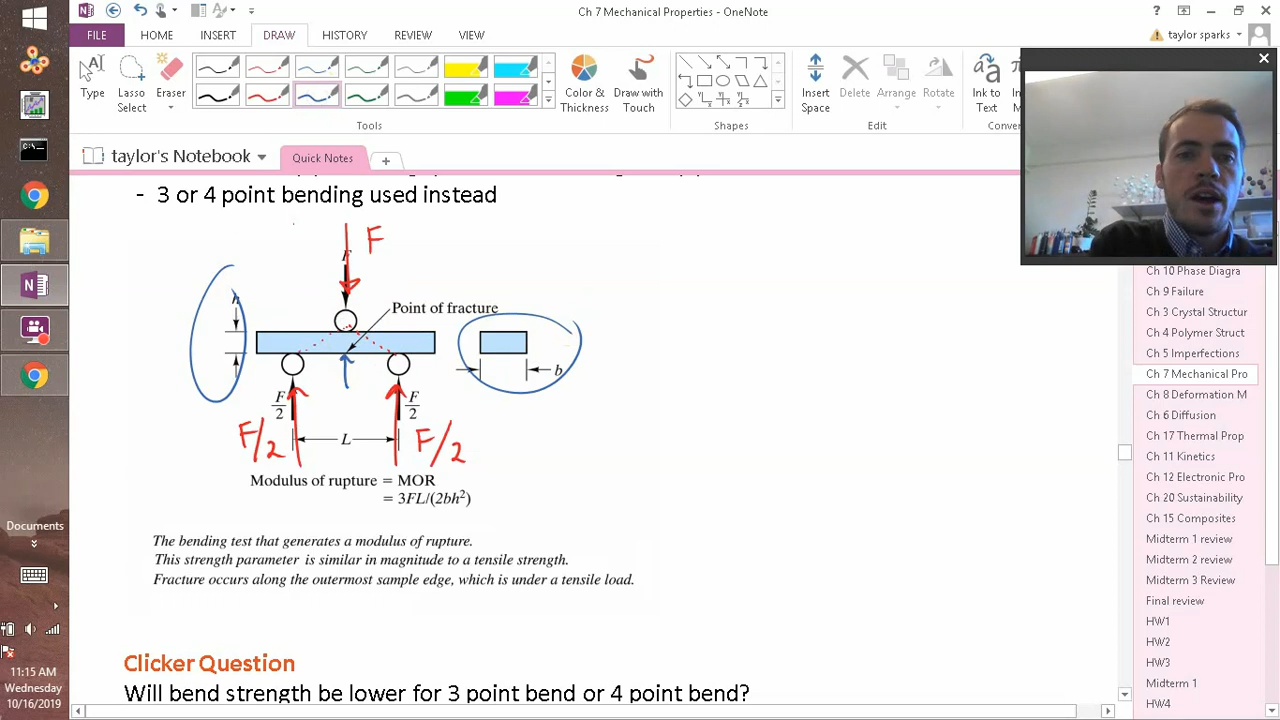 Ch 7 Mechanical Properties - OneNote
?
FILE
HOME
INSERT
DRAW
HISTORY
REVIEW
VIEW
taylor sparks
Type
Lasso
Select
Eraser
Color &
Thickness
Draw with
Touch
Insert
Space
Delete
Arrange
Rotate
Ink to
Text
In
M
Tools
Shapes
Edit
Conver
taylor's Notebook
Quick Notes
- 3 or 4 point bending used instead
F
F
h
Point of fracture
b
F/2
F/2
F/2
L
F/2
Modulus of rupture = MOR
= 3FL/(2bh²)
The bending test that generates a modulus of rupture.
This strength parameter is similar in magnitude to a tensile strength.
Fracture occurs along the outermost sample edge, which is under a tensile load.
Clicker Question
Will bend strength be lower for 3 point bend or 4 point bend?
Ch 10 Phase Diagra
Ch 9 Failure
Ch 3 Crystal Structur
Ch 4 Polymer Struct
Ch 5 Imperfections
Ch 7 Mechanical Pro
Ch 8 Deformation M
Ch 6 Diffusion
Ch 17 Thermal Prop
Ch 11 Kinetics
Ch 12 Electronic Pro
Ch 20 Sustainability
Ch 15 Composites
Midterm 1 review
Midterm 2 review
Midterm 3 Review
Final review
HW1
HW2
HW3
Midterm 1
HW4
Documents
11:15 AM
Wednesday
10/16/2019